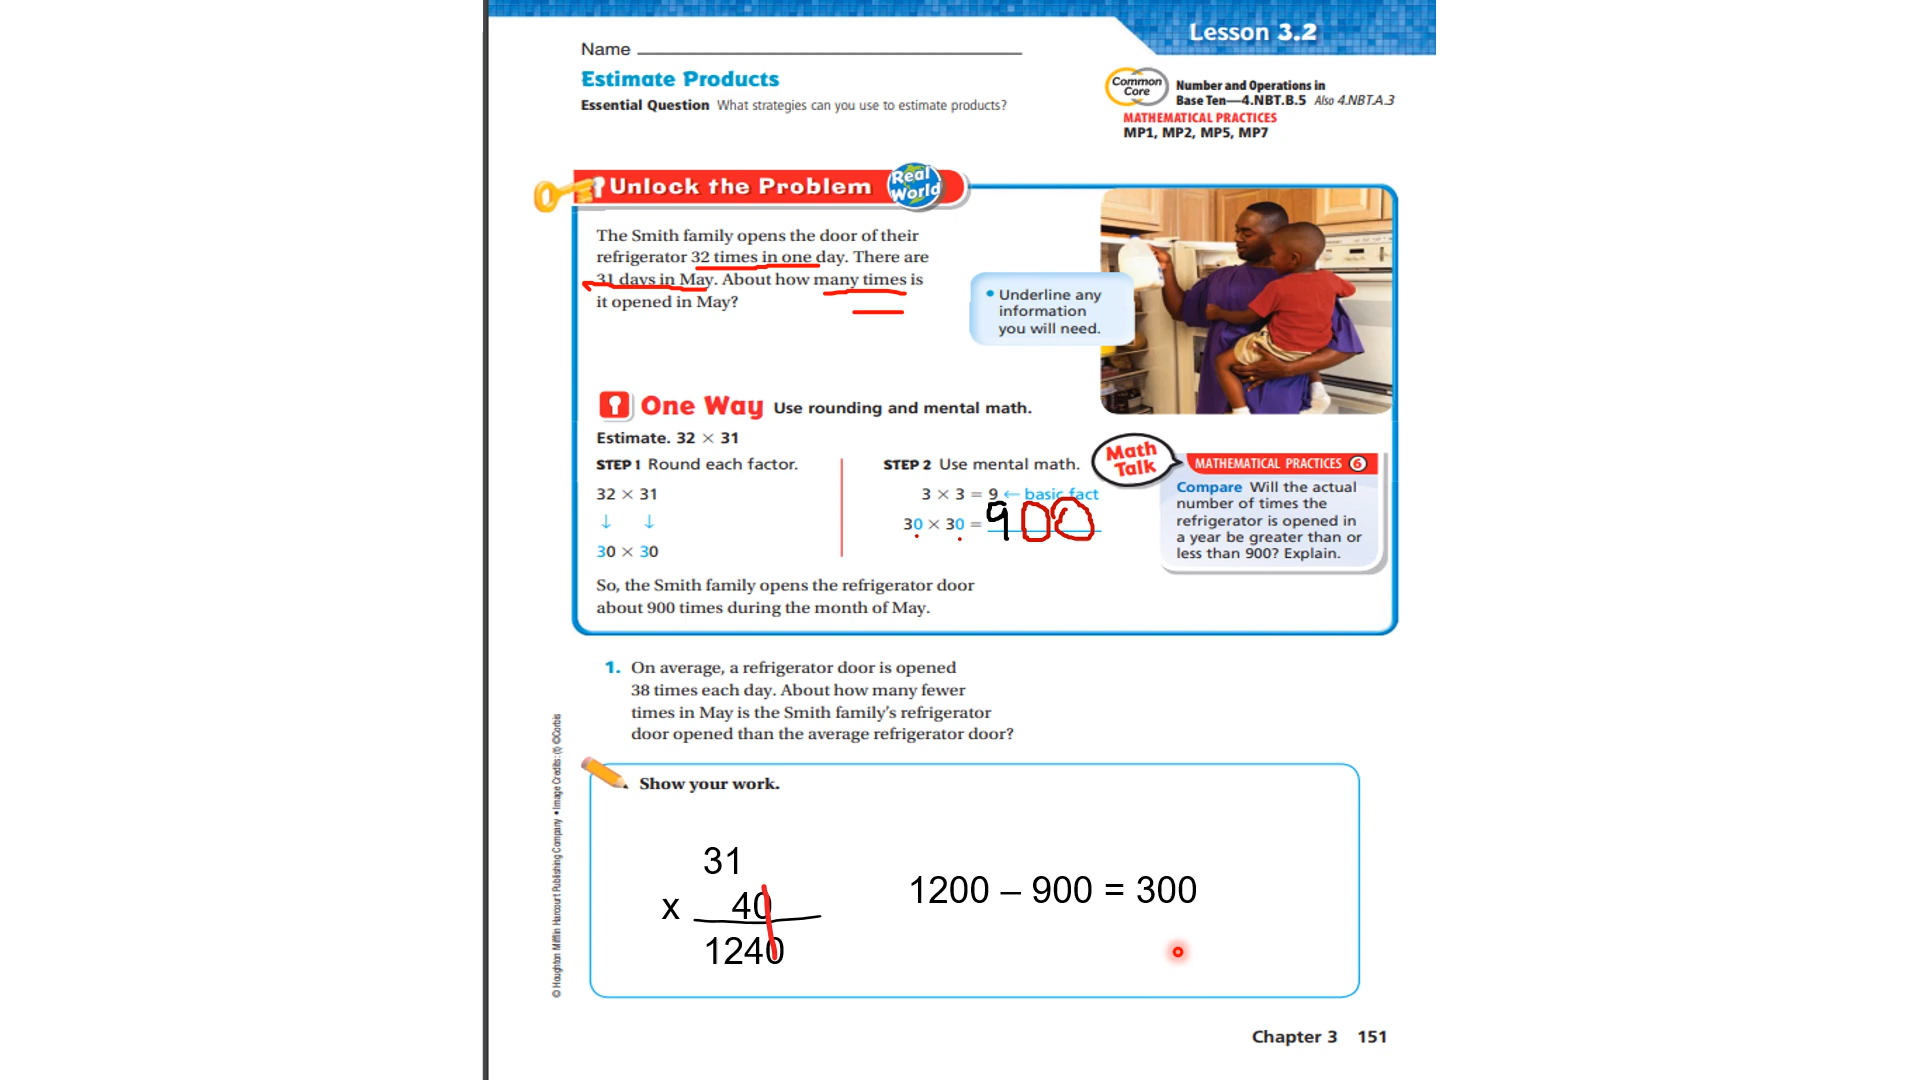 Lesson 3.2
Name
Estimate Products
Essential Question What strategies can you use to estimate products?
Common
Core
Number and Operations in
Base Ten—4.NBT.B.5 Also 4.NBT.A.3
MATHEMATICAL PRACTICES
MP1, MP2, MP5, MP7
Unlock the Problem
Real
World
The Smith family opens the door of their
refrigerator 32 times in one day. There are
31 days in May. About how many times is
it opened in May?
• Underline any
information
you will need.
One Way Use rounding and mental math.
Estimate. 32 × 31
STEP 1 Round each factor.
32 × 31
↓ ↓
30 × 30
STEP 2 Use mental math.
3 × 3 = 9 ← basic fact
30 × 30 = 900
Math
Talk
MATHEMATICAL PRACTICES 6
Compare Will the actual
number of times the
refrigerator is opened in
a year be greater than or
less than 900? Explain.
So, the Smith family opens the refrigerator door
about 900 times during the month of May.
1. On average, a refrigerator door is opened
38 times each day. About how many fewer
times in May is the Smith family's refrigerator
door opened than the average refrigerator door?
Show your work.
31
x 40
1240
1200 – 900 = 300
© Houghton Mifflin Harcourt Publishing Company • Image Credits: (t) ©Corbis
Chapter 3 151